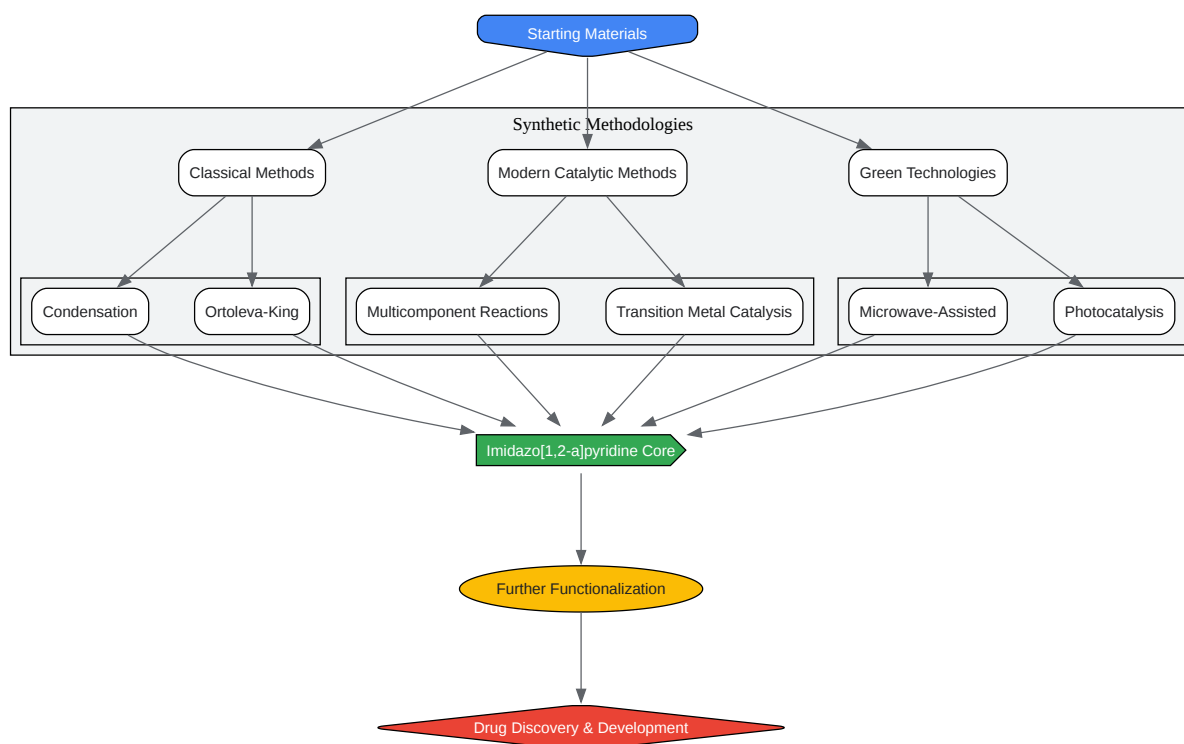 Starting Materials
Synthetic Methodologies
Classical Methods
Modern Catalytic Methods
Green Technologies
Condensation
Ortoleva-King
Multicomponent Reactions
Transition Metal Catalysis
Microwave-Assisted
Photocatalysis
Imidazo[1,2-a]pyridine Core
Further Functionalization
Drug Discovery & Development